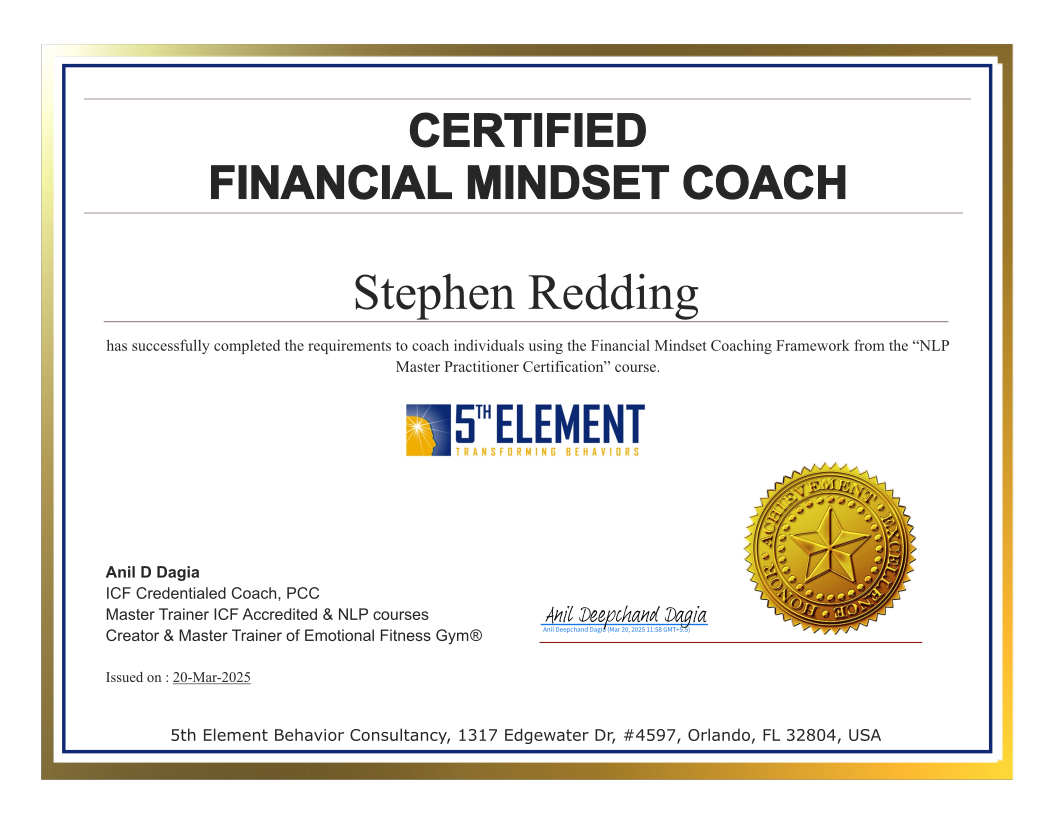 CERTIFIED
FINANCIAL MINDSET COACH
Stephen Redding
has successfully completed the requirements to coach individuals using the Financial Mindset Coaching Framework from the “NLP
Master Practitioner Certification” course.
5TH ELEMENT
TRANSFORMING BEHAVIORS
HONOR • ACHIEVEMENT • EXCELLENCE •
Anil D Dagia
ICF Credentialed Coach, PCC
Master Trainer ICF Accredited & NLP courses
Creator & Master Trainer of Emotional Fitness Gym®
Anil Deepchand Dagia
Anil Deepchand Dagia (Mar 20, 2025 11:58 GMT+5.5)
Issued on : 20-Mar-2025
5th Element Behavior Consultancy, 1317 Edgewater Dr, #4597, Orlando, FL 32804, USA